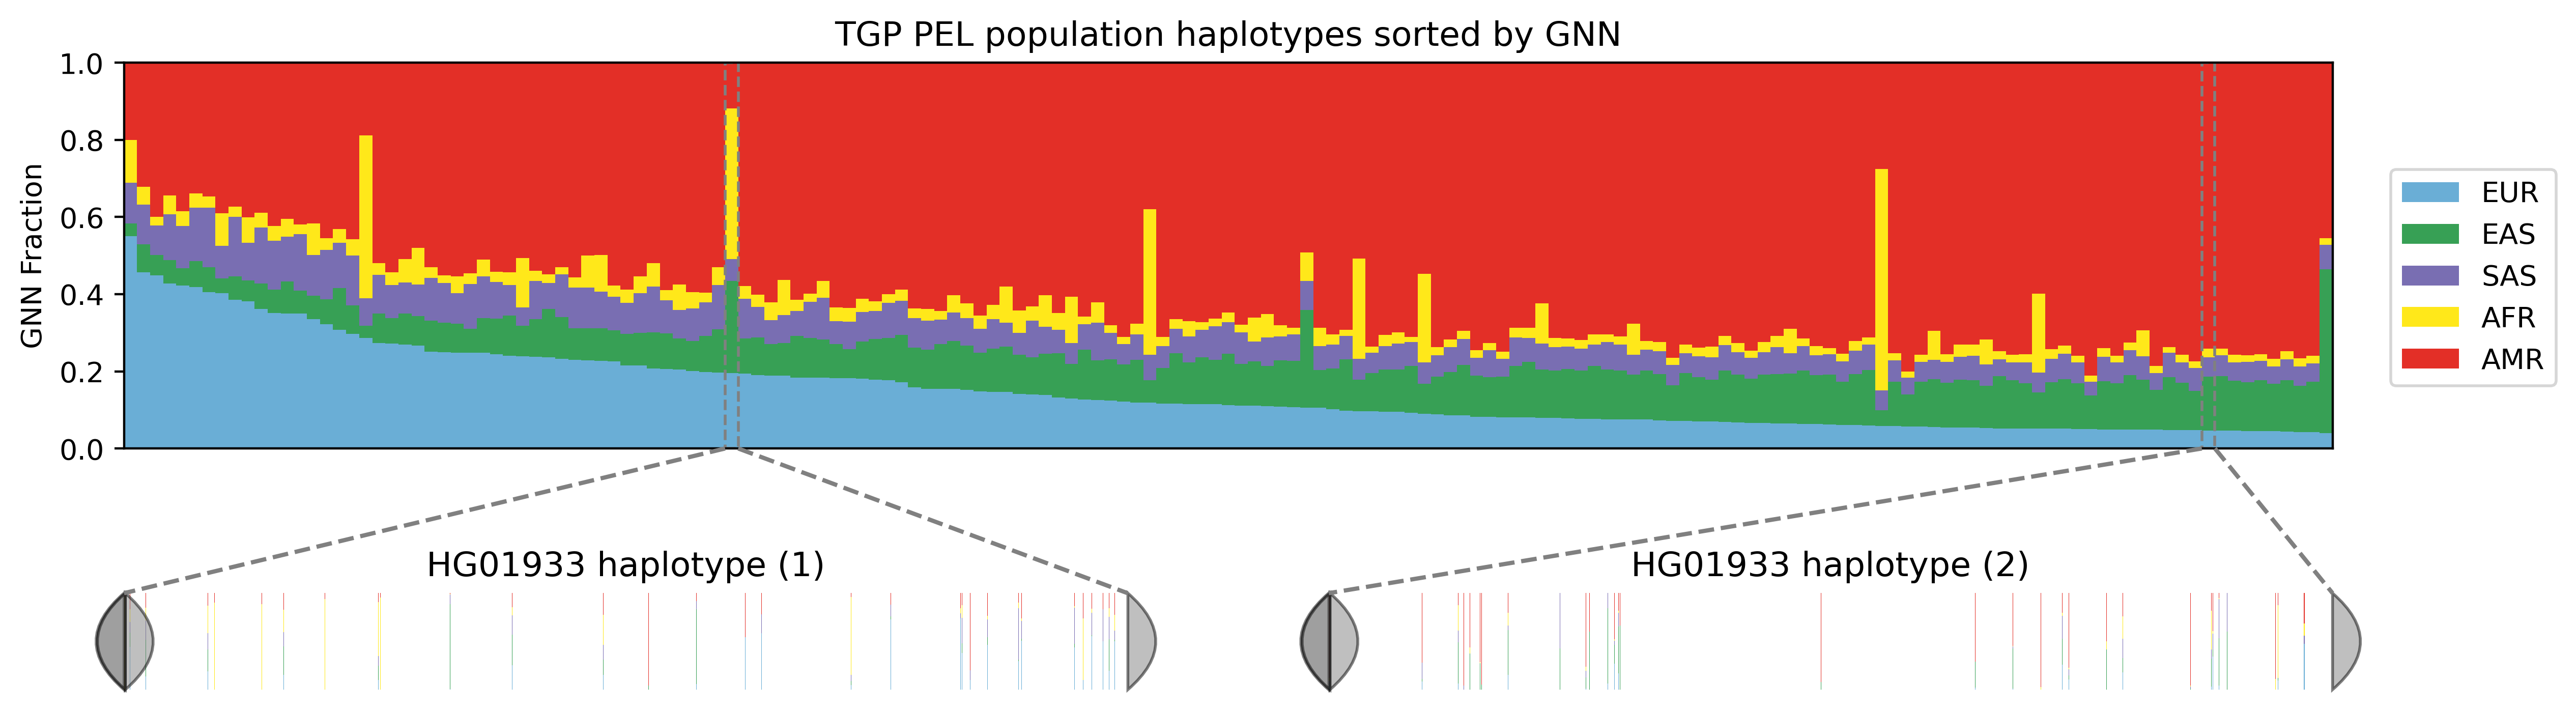 TGP PEL population haplotypes sorted by GNN
GNN Fraction
1.0
0.8
0.6
0.4
0.2
0.0
EUR
EAS
SAS
AFR
AMR
HG01933 haplotype (1)
HG01933 haplotype (2)